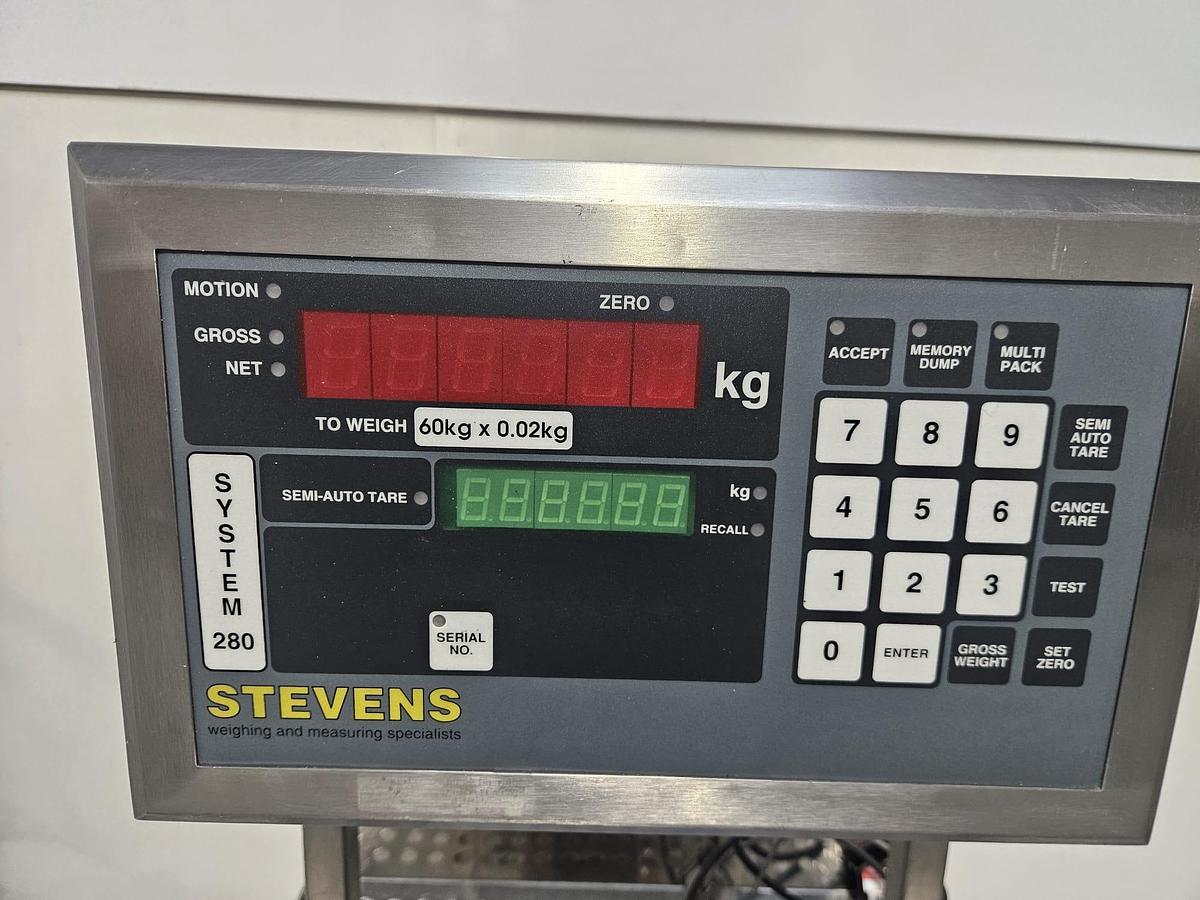 MOTION
ZERO
GROSS
NET
kg
TO WEIGH 60kg x 0.02kg
SYSTEM
280
SEMI-AUTO TARE
kg
RECALL
SERIAL
NO.
STEVENS
weighing and measuring specialists
ACCEPT
MEMORY
DUMP
MULTI
PACK
7 8 9
SEMI
AUTO
TARE
4 5 6
CANCEL
TARE
1 2 3
TEST
0 ENTER
GROSS
WEIGHT
SET
ZERO